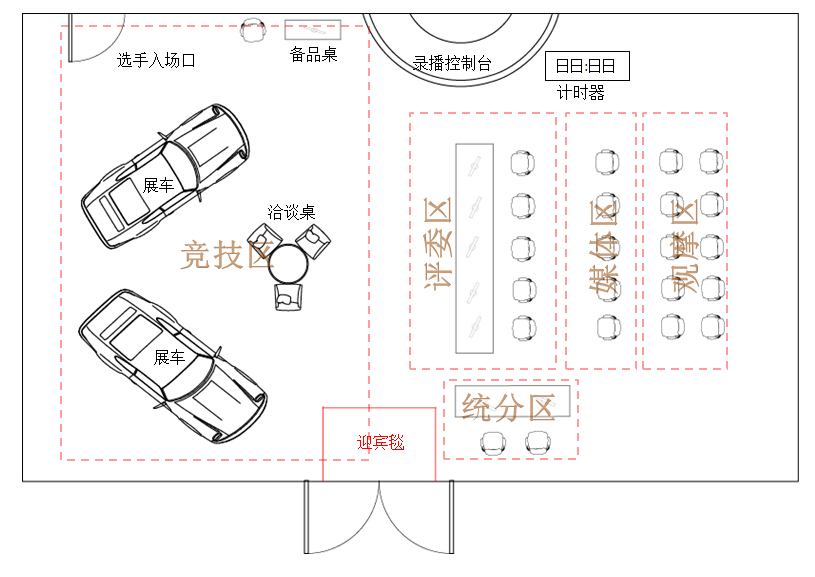 选手入场口
备品桌
录播控制台
日日:日日
计时器
展车
洽谈桌
竞技区
评委区
媒体区
观摩区
展车
统分区
迎宾毯